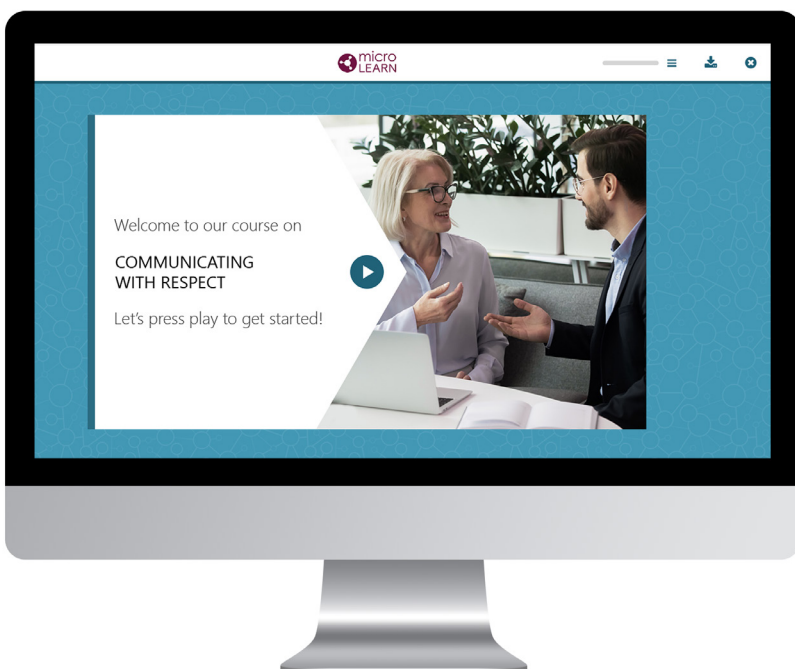 micro
LEARN
Welcome to our course on
COMMUNICATING
WITH RESPECT
Let's press play to get started!